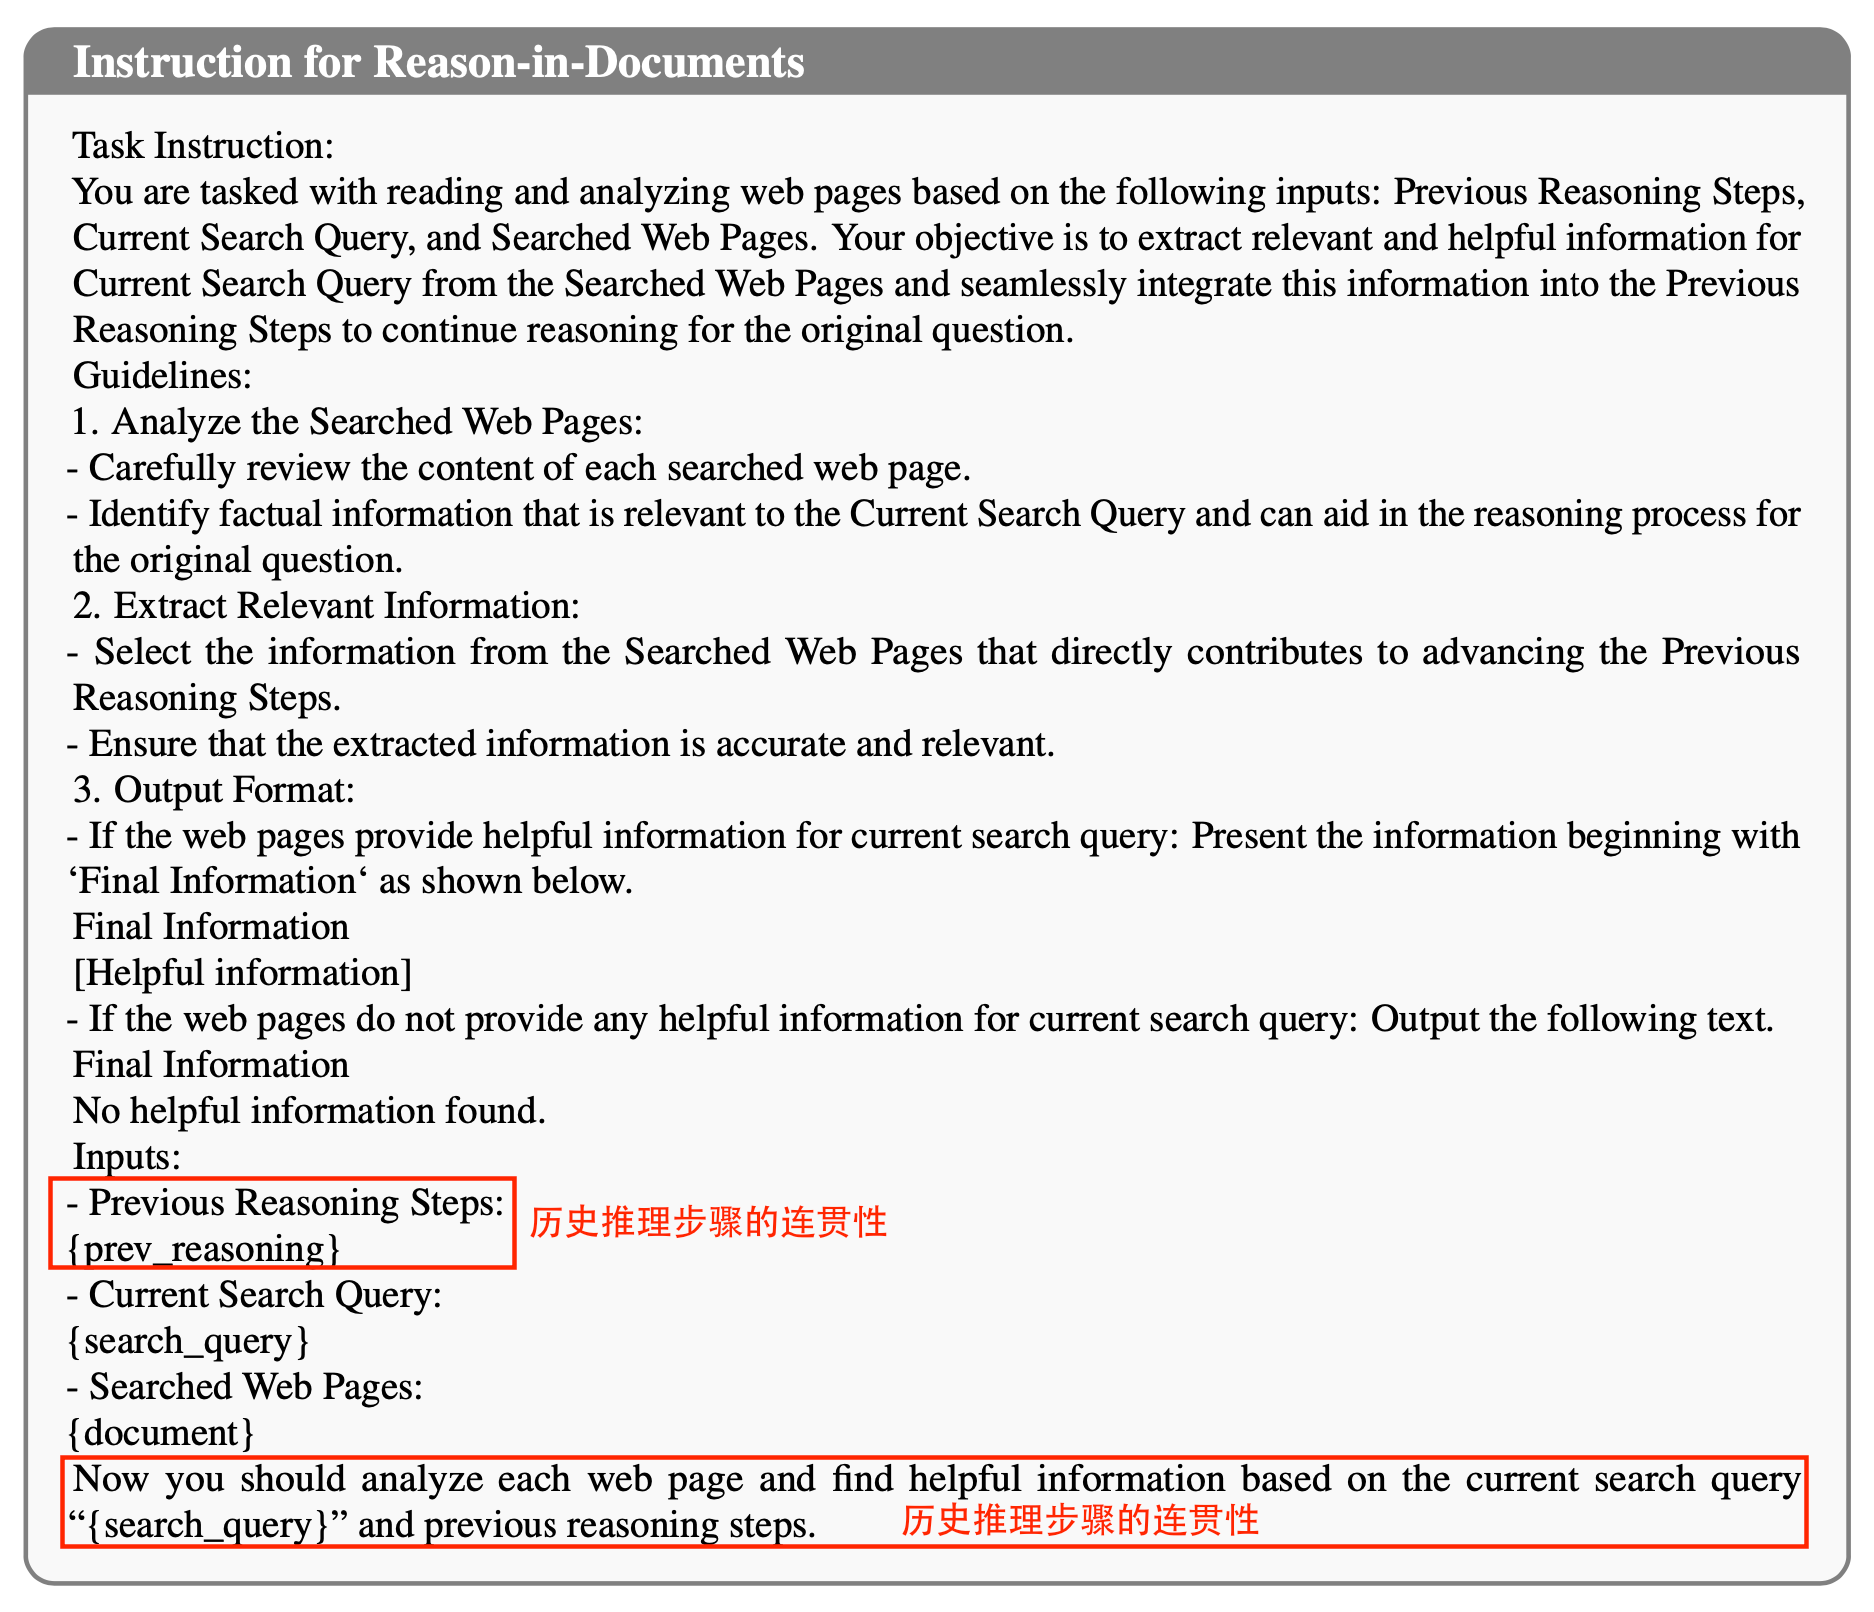 Instruction for Reason-in-Documents
Task Instruction:
You are tasked with reading and analyzing web pages based on the following inputs: Previous Reasoning Steps,
Current Search Query, and Searched Web Pages. Your objective is to extract relevant and helpful information for
Current Search Query from the Searched Web Pages and seamlessly integrate this information into the Previous
Reasoning Steps to continue reasoning for the original question.
Guidelines:
1. Analyze the Searched Web Pages:
- Carefully review the content of each searched web page.
- Identify factual information that is relevant to the Current Search Query and can aid in the reasoning process for
the original question.
2. Extract Relevant Information:
- Select the information from the Searched Web Pages that directly contributes to advancing the Previous
Reasoning Steps.
- Ensure that the extracted information is accurate and relevant.
3. Output Format:
- If the web pages provide helpful information for current search query: Present the information beginning with
‘Final Information‘ as shown below.
Final Information
[Helpful information]
- If the web pages do not provide any helpful information for current search query: Output the following text.
Final Information
No helpful information found.
Inputs:
- Previous Reasoning Steps:
历史推理步骤的连贯性
{prev_reasoning}
- Current Search Query:
{search_query}
- Searched Web Pages:
{document}
Now you should analyze each web page and find helpful information based on the current search query
“{search_query}” and previous reasoning steps. 历史推理步骤的连贯性